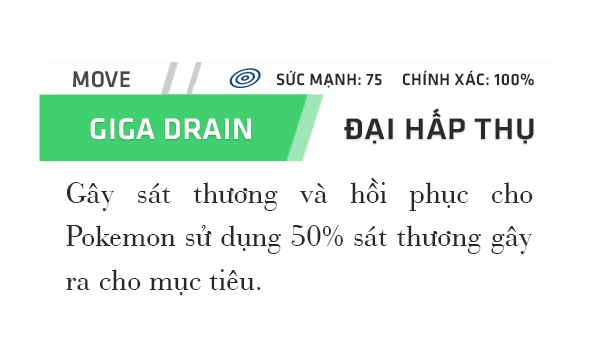 MOVE SỨC MẠNH: 75 CHÍNH XÁC: 100%
GIGA DRAIN ĐẠI HẤP THỤ
Gây sát thương và hồi phục cho
Pokemon sử dụng 50% sát thương gây
ra cho mục tiêu.